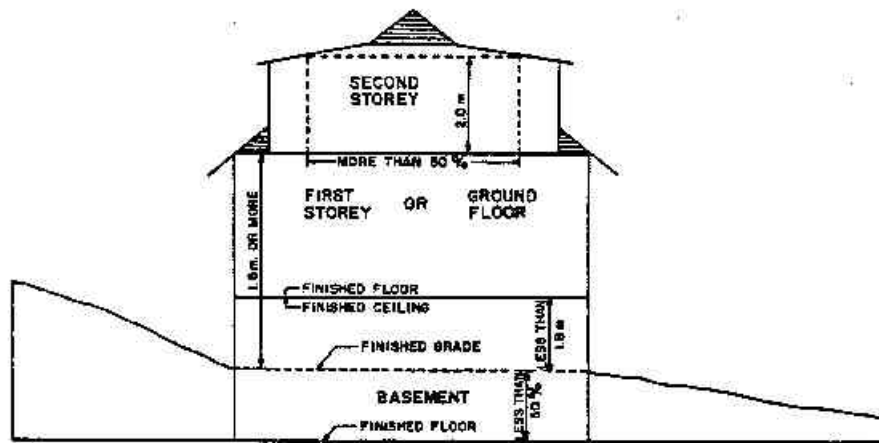 SECOND
STOREY
2.0 m
MORE THAN 50 %
FIRST OR GROUND
STOREY FLOOR
1.8 m. OR MORE
FINISHED FLOOR
FINISHED CEILING
LESS THAN
1.8 m
FINISHED GRADE
BASEMENT
LESS THAN
50 %
FINISHED FLOOR